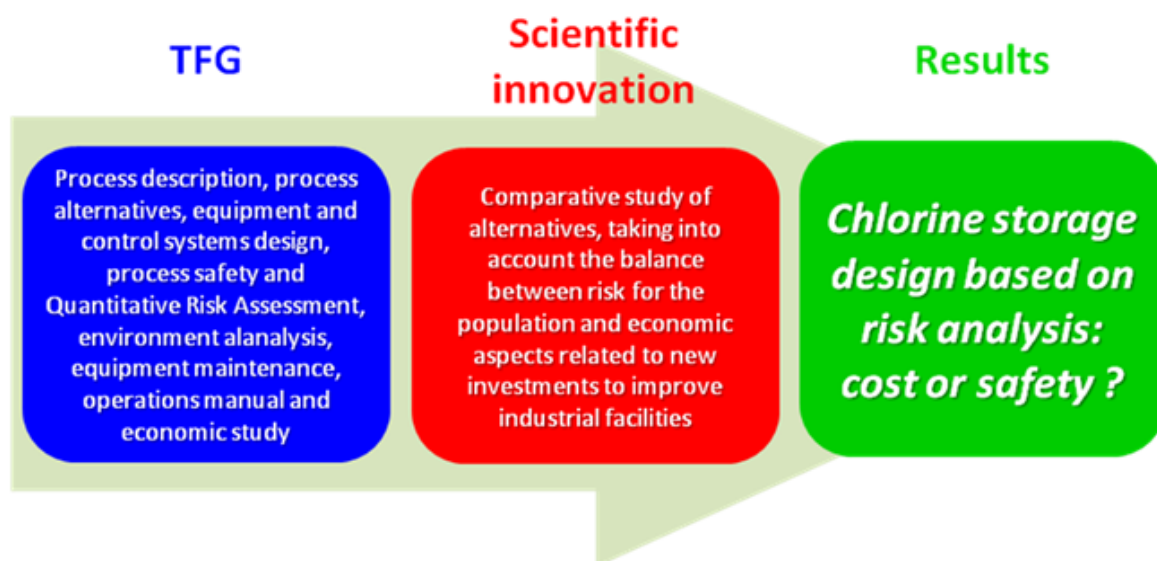 TFG
Scientific
innovation
Results
Process description, process
alternatives, equipment and
control systems design,
process safety and
Quantitative Risk Assessment,
environment alanalysis,
equipment maintenance,
operations manual and
economic study
Comparative study of
alternatives, taking into
account the balance
between risk for the
population and economic
aspects related to new
investments to improve
industrial facilities
Chlorine storage
design based on
risk analysis:
cost or safety ?